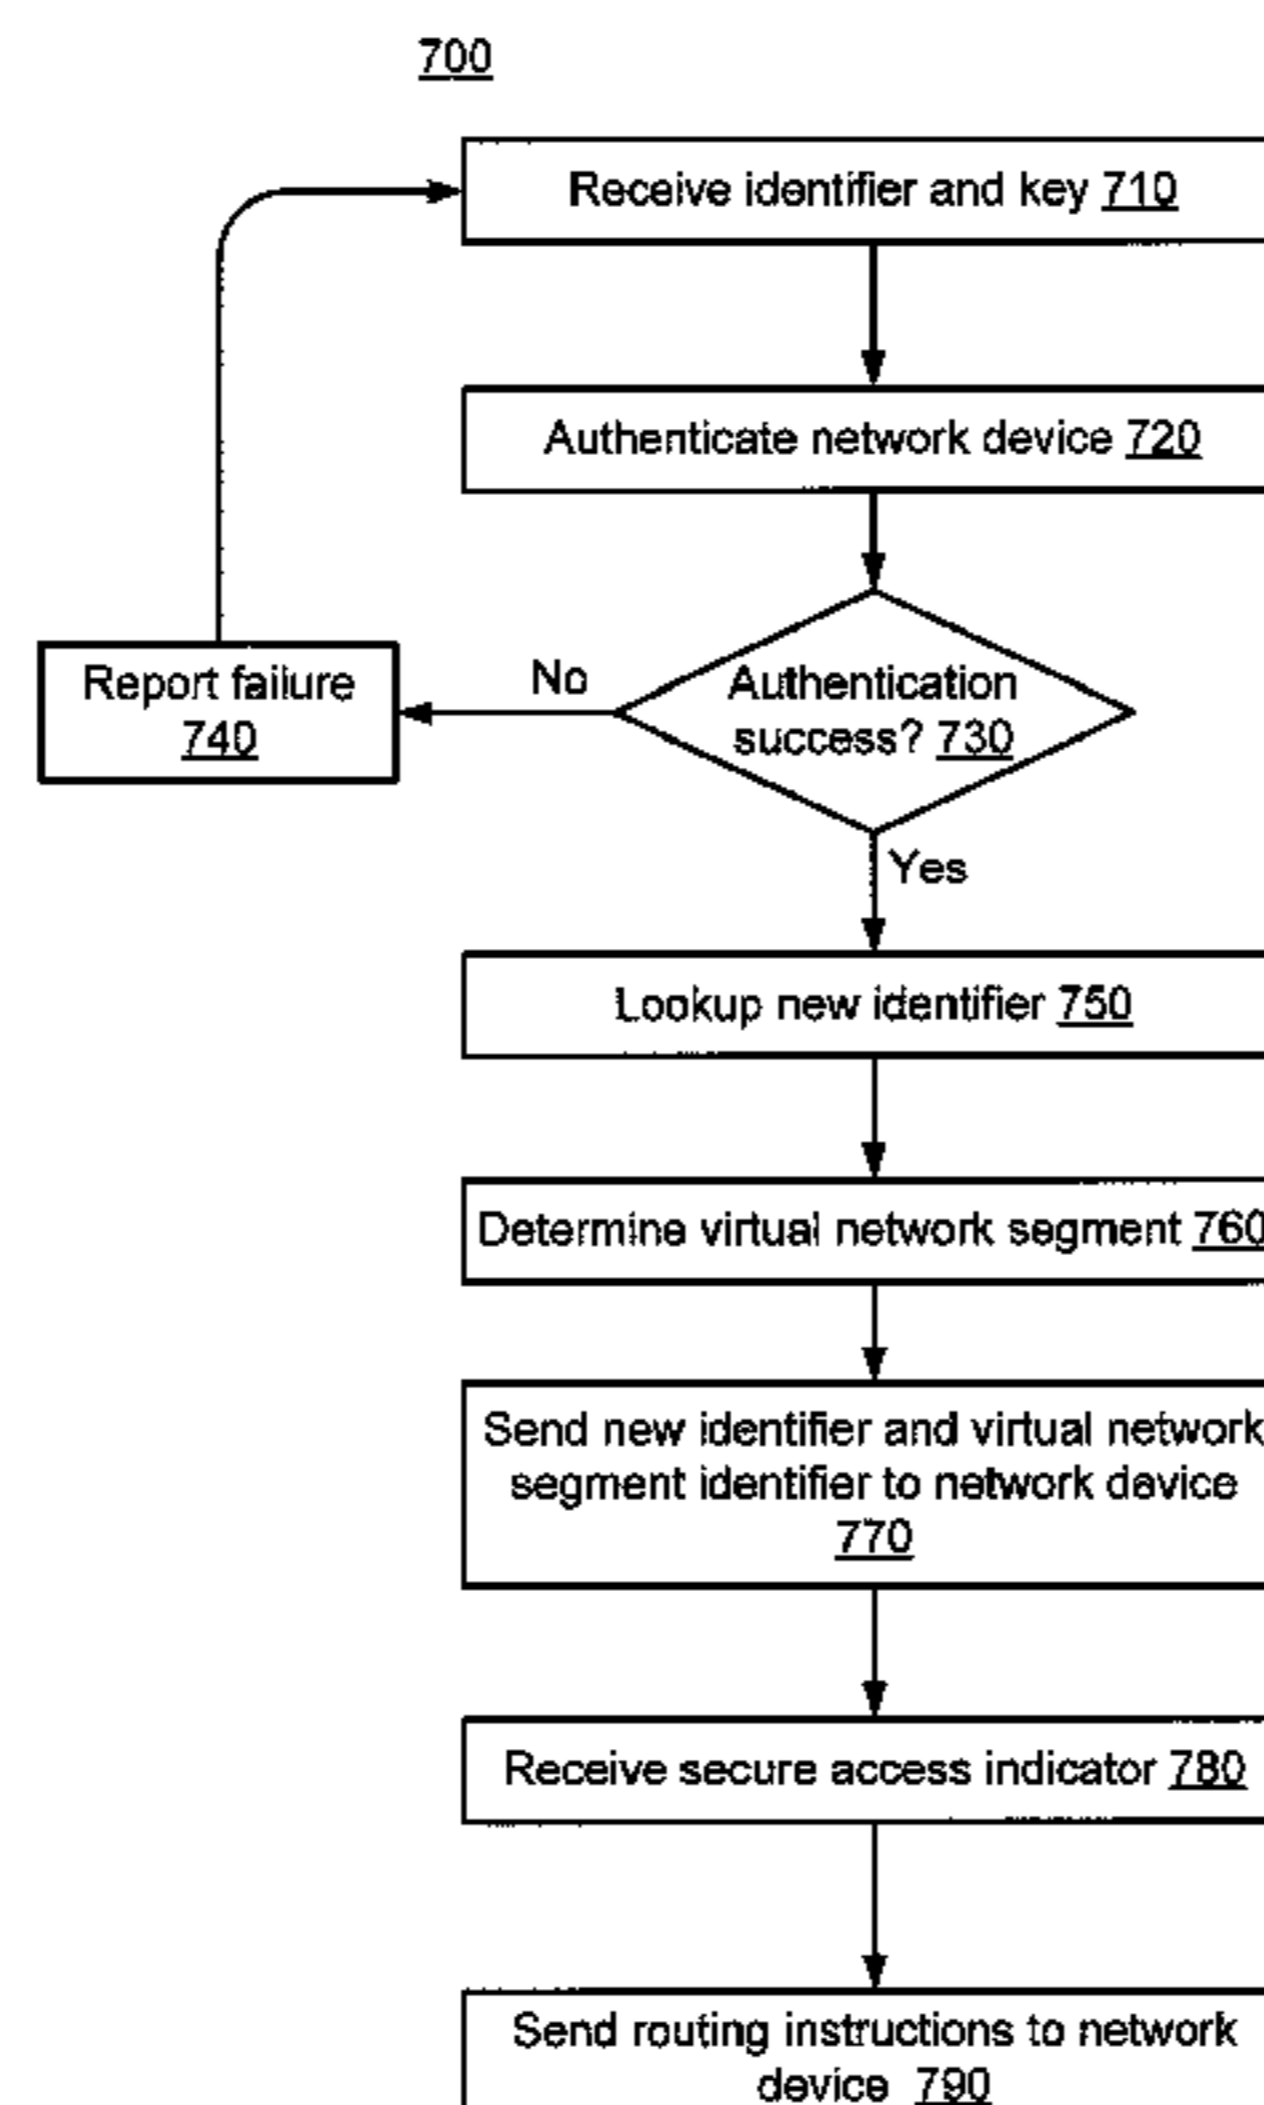 700
Receive identifier and key 710
Authenticate network device 720
Report failure
740
No
Authentication
success? 730
Yes
Lookup new identifier 750
Determine virtual network segment 760
Send new identifier and virtual network
segment identifier to network device
770
Receive secure access indicator 780
Send routing instructions to network
device 790